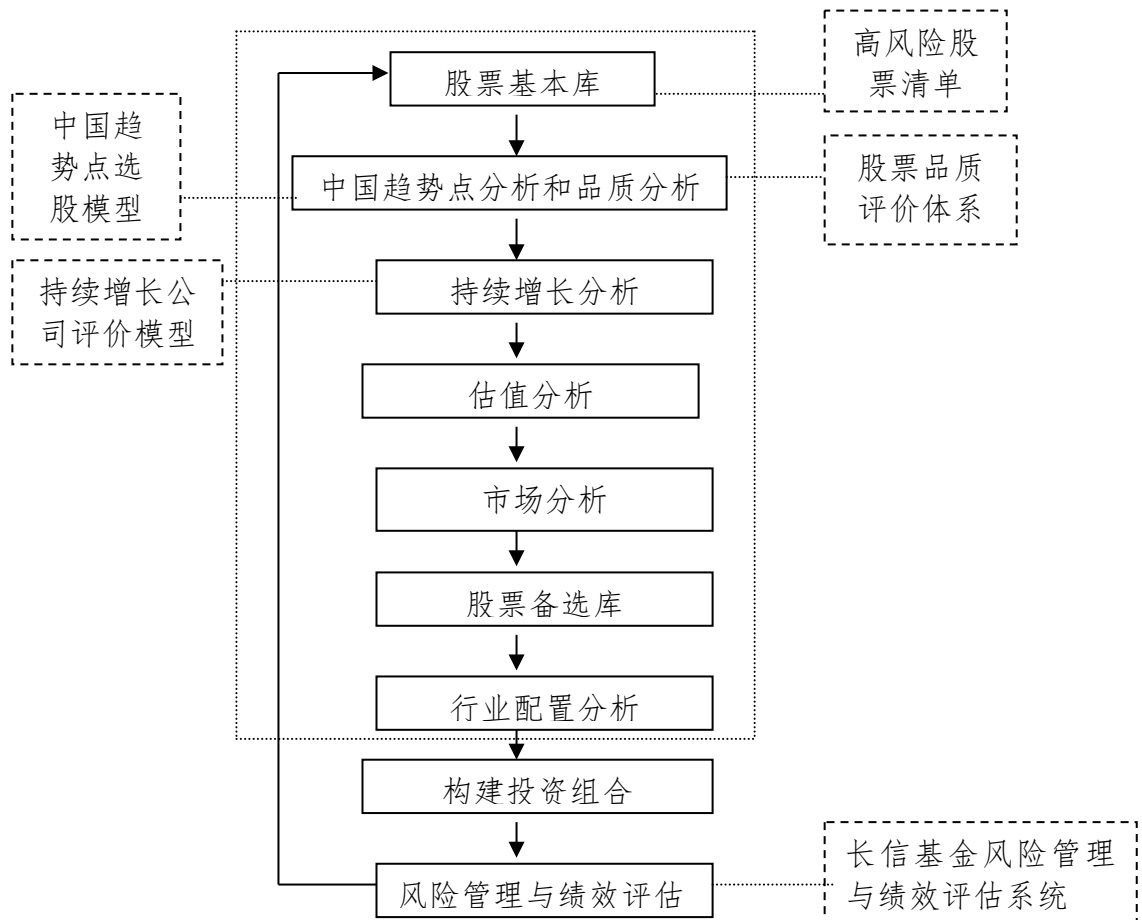 高风险股
票清单
股票基本库
中国趋
势点选
股模型
中国趋势点分析和品质分析
股票品质
评价体系
持续增长公
司评价模型
持续增长分析
估值分析
市场分析
股票备选库
行业配置分析
构建投资组合
风险管理与绩效评估
长信基金风险管理
与绩效评估系统